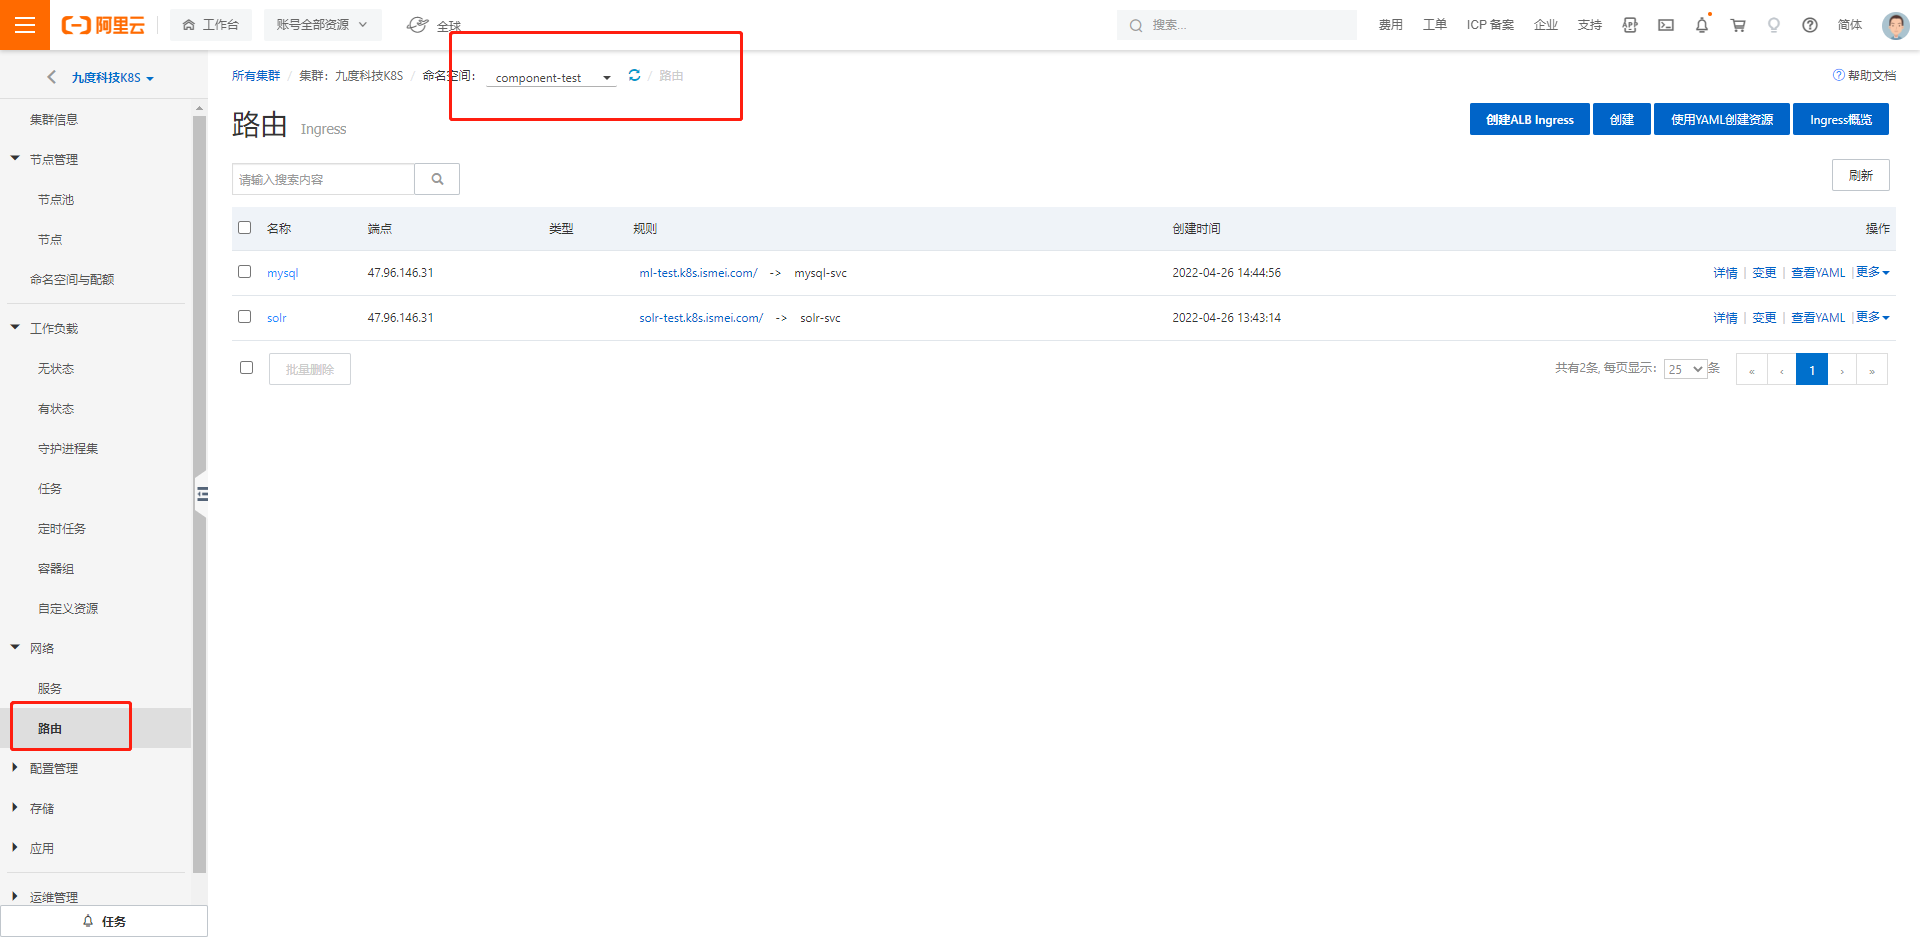 阿里云 工作台 账号全部资源 全球 搜索... 费用 工单 ICP 备案 企业 支持 简体
九度科技K8S
所有集群 / 集群：九度科技K8S / 命名空间： component-test / 路由 帮助文档
路由 Ingress
创建ALB Ingress 创建 使用YAML创建资源 Ingress概览
请输入搜索内容
刷新
名称 端点 类型 规则 创建时间 操作
mysql 47.96.146.31 ml-test.k8s.ismei.com/ -> mysql-svc 2022-04-26 14:44:56 详情 | 变更 | 查看YAML | 更多
solr 47.96.146.31 solr-test.k8s.ismei.com/ -> solr-svc 2022-04-26 13:43:14 详情 | 变更 | 查看YAML | 更多
批量删除 共有2条, 每页显示： 25 条 « ‹ 1 › »
集群信息
节点管理
节点池
节点
命名空间与配额
工作负载
无状态
有状态
守护进程集
任务
定时任务
容器组
自定义资源
网络
服务
路由
配置管理
存储
应用
运维管理
任务